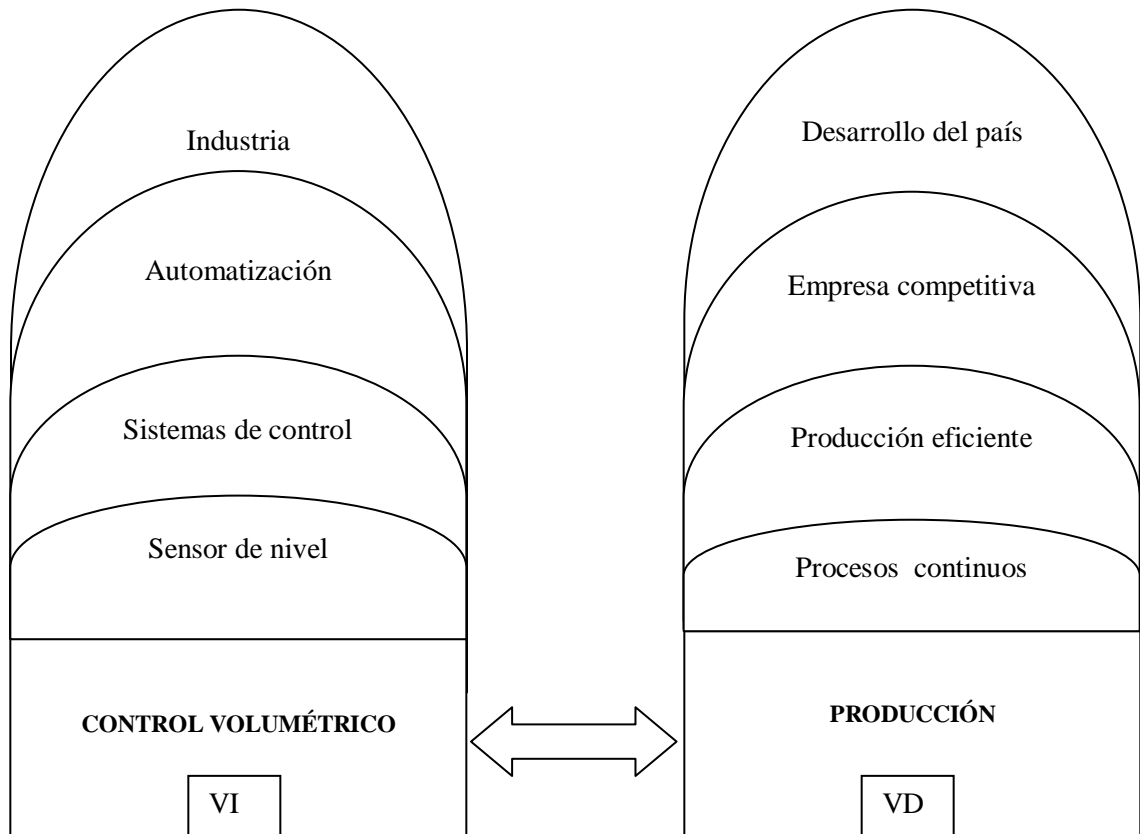 Industria
Automatización
Sistemas de control
Sensor de nivel
CONTROL VOLUMÉTRICO
VI
Desarrollo del país
Empresa competitiva
Producción eficiente
Procesos  continuos
PRODUCCIÓN
VD